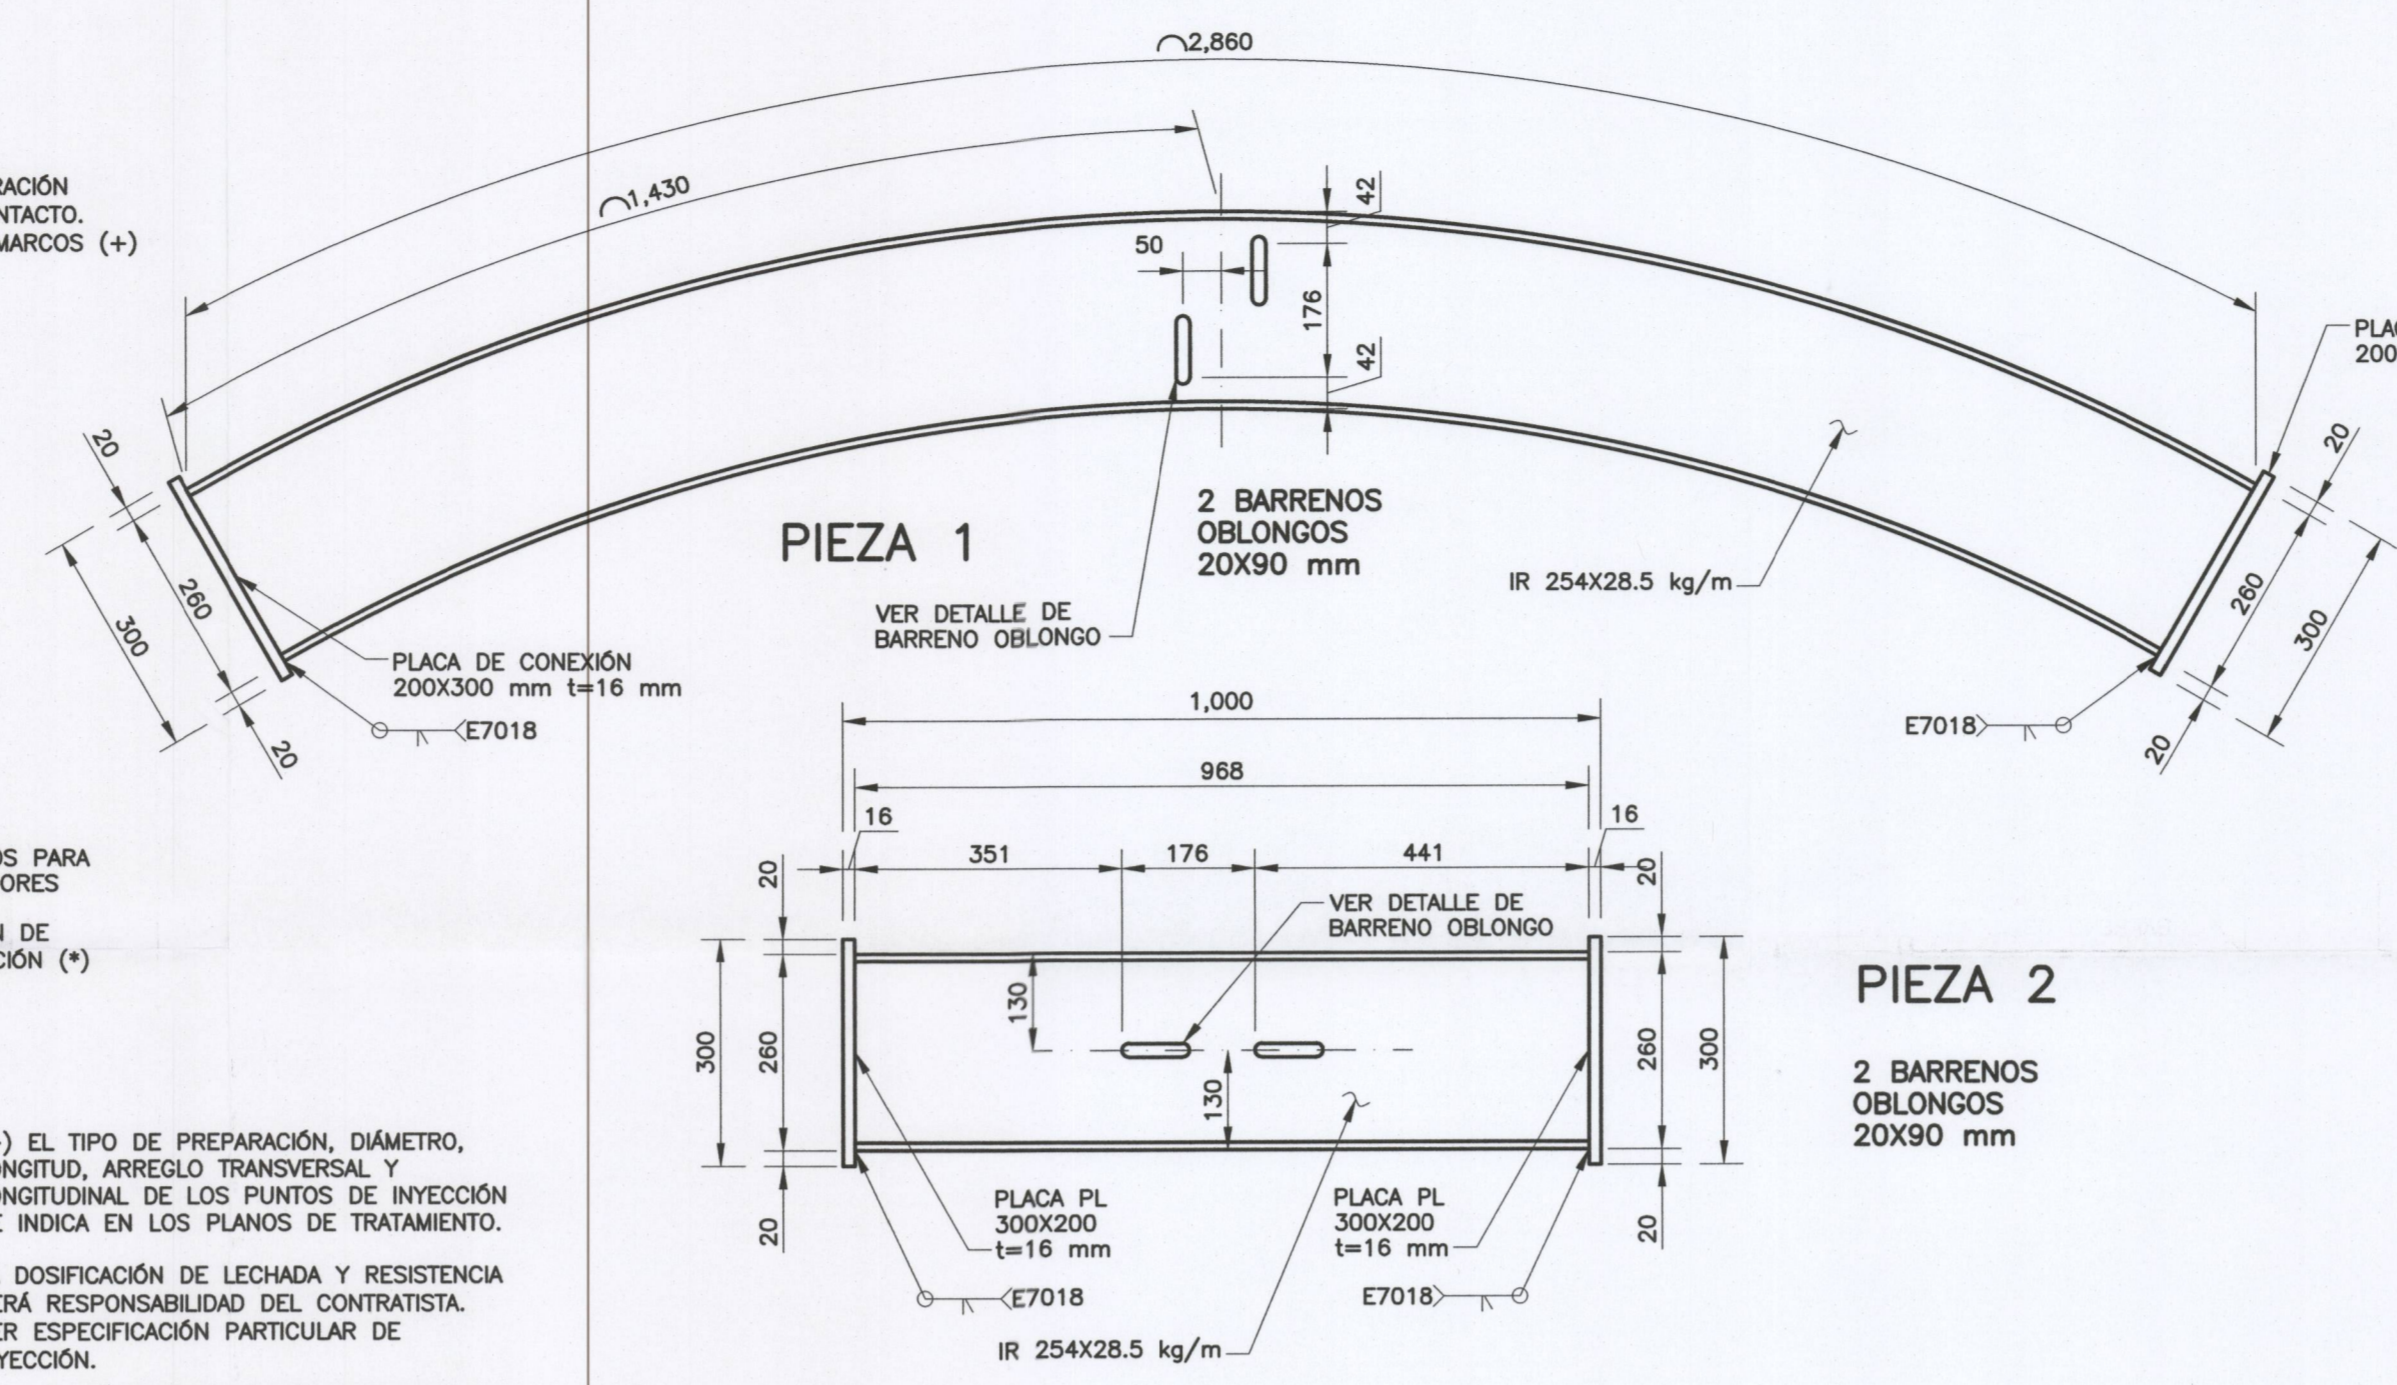 2,860
1,430
42
50
176
42
RACIÓN
NTACTO.
MARCOS (+)
PLA
200
20
260
300
20
PIEZA 1
2 BARRENOS
OBLONGOS
20X90 mm
VER DETALLE DE
BARRENO OBLONGO
IR 254X28.5 kg/m
PLACA DE CONEXIÓN
200X300 mm t=16 mm
E7018
20
260
300
20
E7018
1,000
968
16
16
351
176
441
20
20
VER DETALLE DE
BARRENO OBLONGO
130
300
260
130
260
300
20
20
PLACA PL
300X200
t=16 mm
PLACA PL
300X200
t=16 mm
E7018
E7018
IR 254X28.5 kg/m
PIEZA 2
2 BARRENOS
OBLONGOS
20X90 mm
OS PARA
ORES
N DE
CIÓN (*)
) EL TIPO DE PREPARACIÓN, DIÁMETRO,
ONGITUD, ARREGLO TRANSVERSAL Y
ONGITUDINAL DE LOS PUNTOS DE INYECCIÓN
E INDICA EN LOS PLANOS DE TRATAMIENTO.
DOSIFICACIÓN DE LECHADA Y RESISTENCIA
ERÁ RESPONSABILIDAD DEL CONTRATISTA.
ER ESPECIFICACIÓN PARTICULAR DE
YECCIÓN.